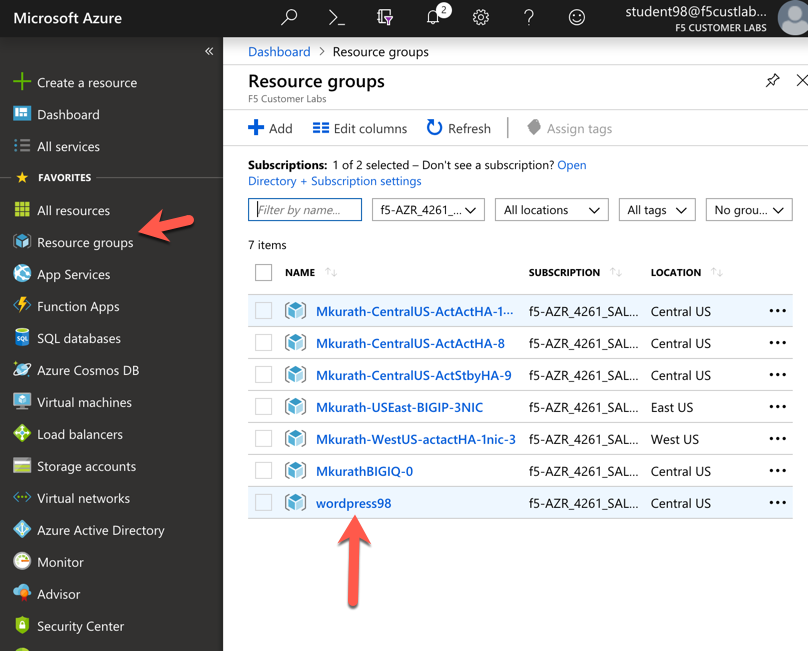 Microsoft Azure
2
student98@f5custlab...
F5 CUSTOMER LABS
«
Create a resource
Dashboard
All services
FAVORITES
All resources
Resource groups
App Services
Function Apps
SQL databases
Azure Cosmos DB
Virtual machines
Load balancers
Storage accounts
Virtual networks
Azure Active Directory
Monitor
Advisor
Security Center
Dashboard > Resource groups
Resource groups
F5 Customer Labs
Add Edit columns Refresh Assign tags
Subscriptions: 1 of 2 selected – Don't see a subscription? Open
Directory + Subscription settings
Filter by name... f5-AZR_4261_... All locations All tags No grou...
7 items
NAME SUBSCRIPTION LOCATION
Mkurath-CentralUS-ActActHA-1... f5-AZR_4261_SAL... Central US
Mkurath-CentralUS-ActActHA-8 f5-AZR_4261_SAL... Central US
Mkurath-CentralUS-ActStbyHA-9 f5-AZR_4261_SAL... Central US
Mkurath-USEast-BIGIP-3NIC f5-AZR_4261_SAL... East US
Mkurath-WestUS-actactHA-1nic-3 f5-AZR_4261_SAL... West US
MkurathBIGIQ-0 f5-AZR_4261_SAL... Central US
wordpress98 f5-AZR_4261_SAL... Central US